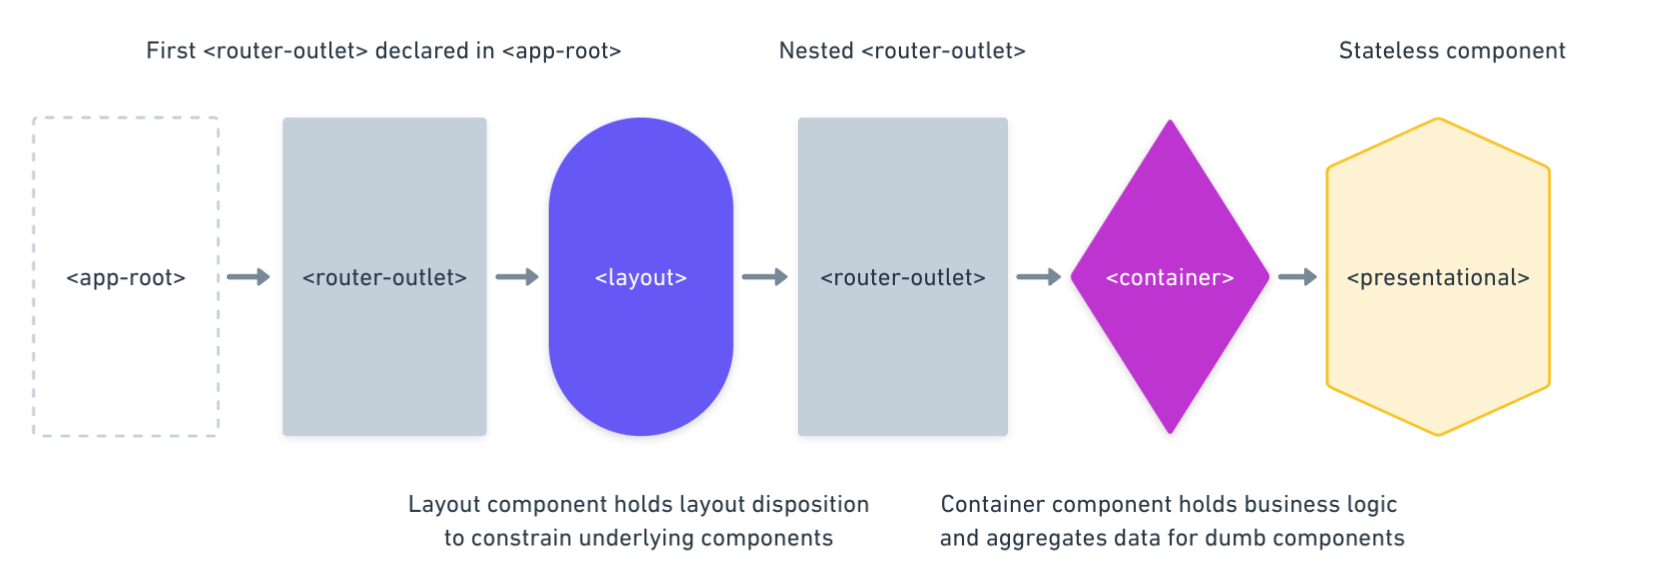 First <router-outlet> declared in <app-root>
Nested <router-outlet>
Stateless component
<app-root>
<router-outlet>
<layout>
<router-outlet>
<container>
<presentational>
Layout component holds layout disposition
to constrain underlying components
Container component holds business logic
and aggregates data for dumb components